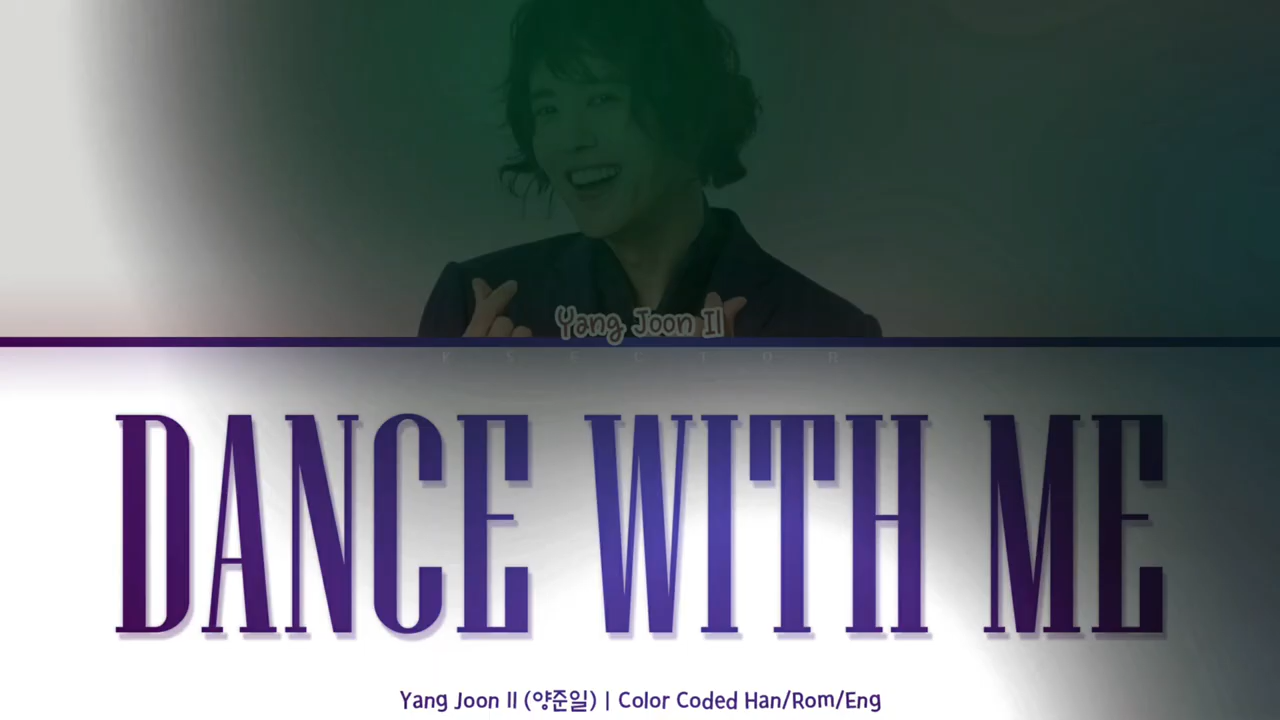 Yang Joon Il
K S E C T O R
DANCE WITH ME
Yang Joon Il (양준일) | Color Coded Han/Rom/Eng